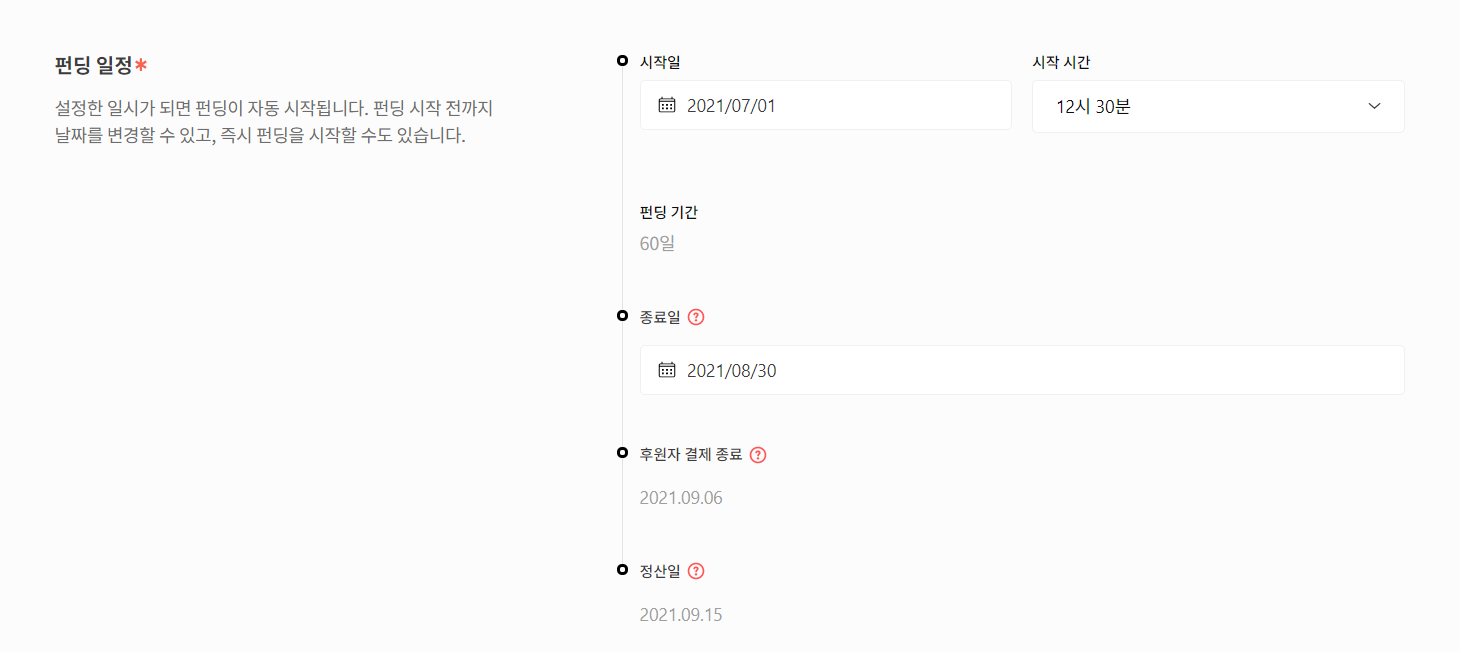 펀딩 일정*
설정한 일시가 되면 펀딩이 자동 시작됩니다. 펀딩 시작 전까지
날짜를 변경할 수 있고, 즉시 펀딩을 시작할 수도 있습니다.
시작일
2021/07/01
시작 시간
12시 30분
펀딩 기간
60일
종료일 ?
2021/08/30
후원자 결제 종료 ?
2021.09.06
정산일 ?
2021.09.15